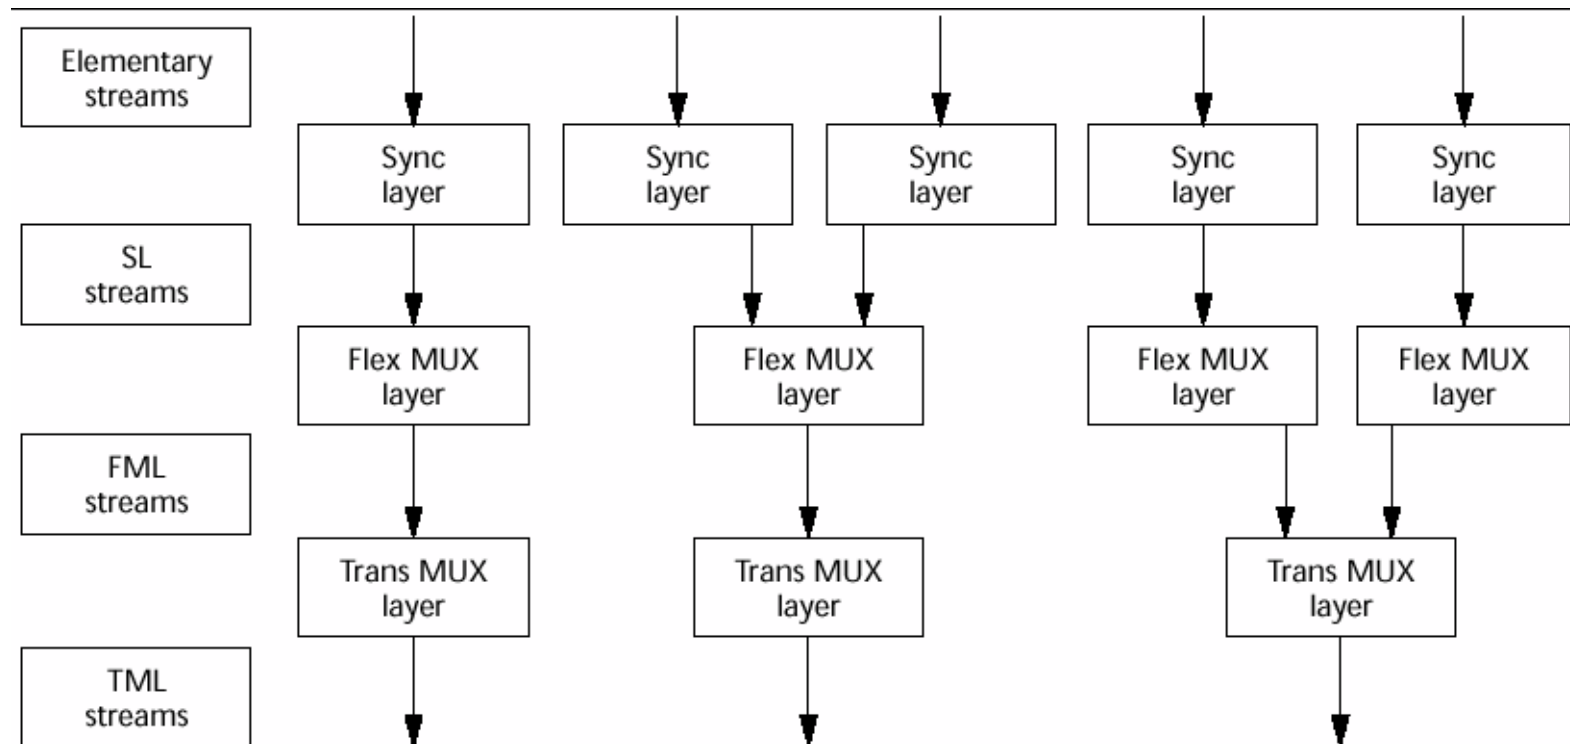 Elementary
streams
Sync
layer
Sync
layer
Sync
layer
Sync
layer
Sync
layer
SL
streams
Flex MUX
layer
Flex MUX
layer
Flex MUX
layer
Flex MUX
layer
FML
streams
Trans MUX
layer
Trans MUX
layer
Trans MUX
layer
TML
streams